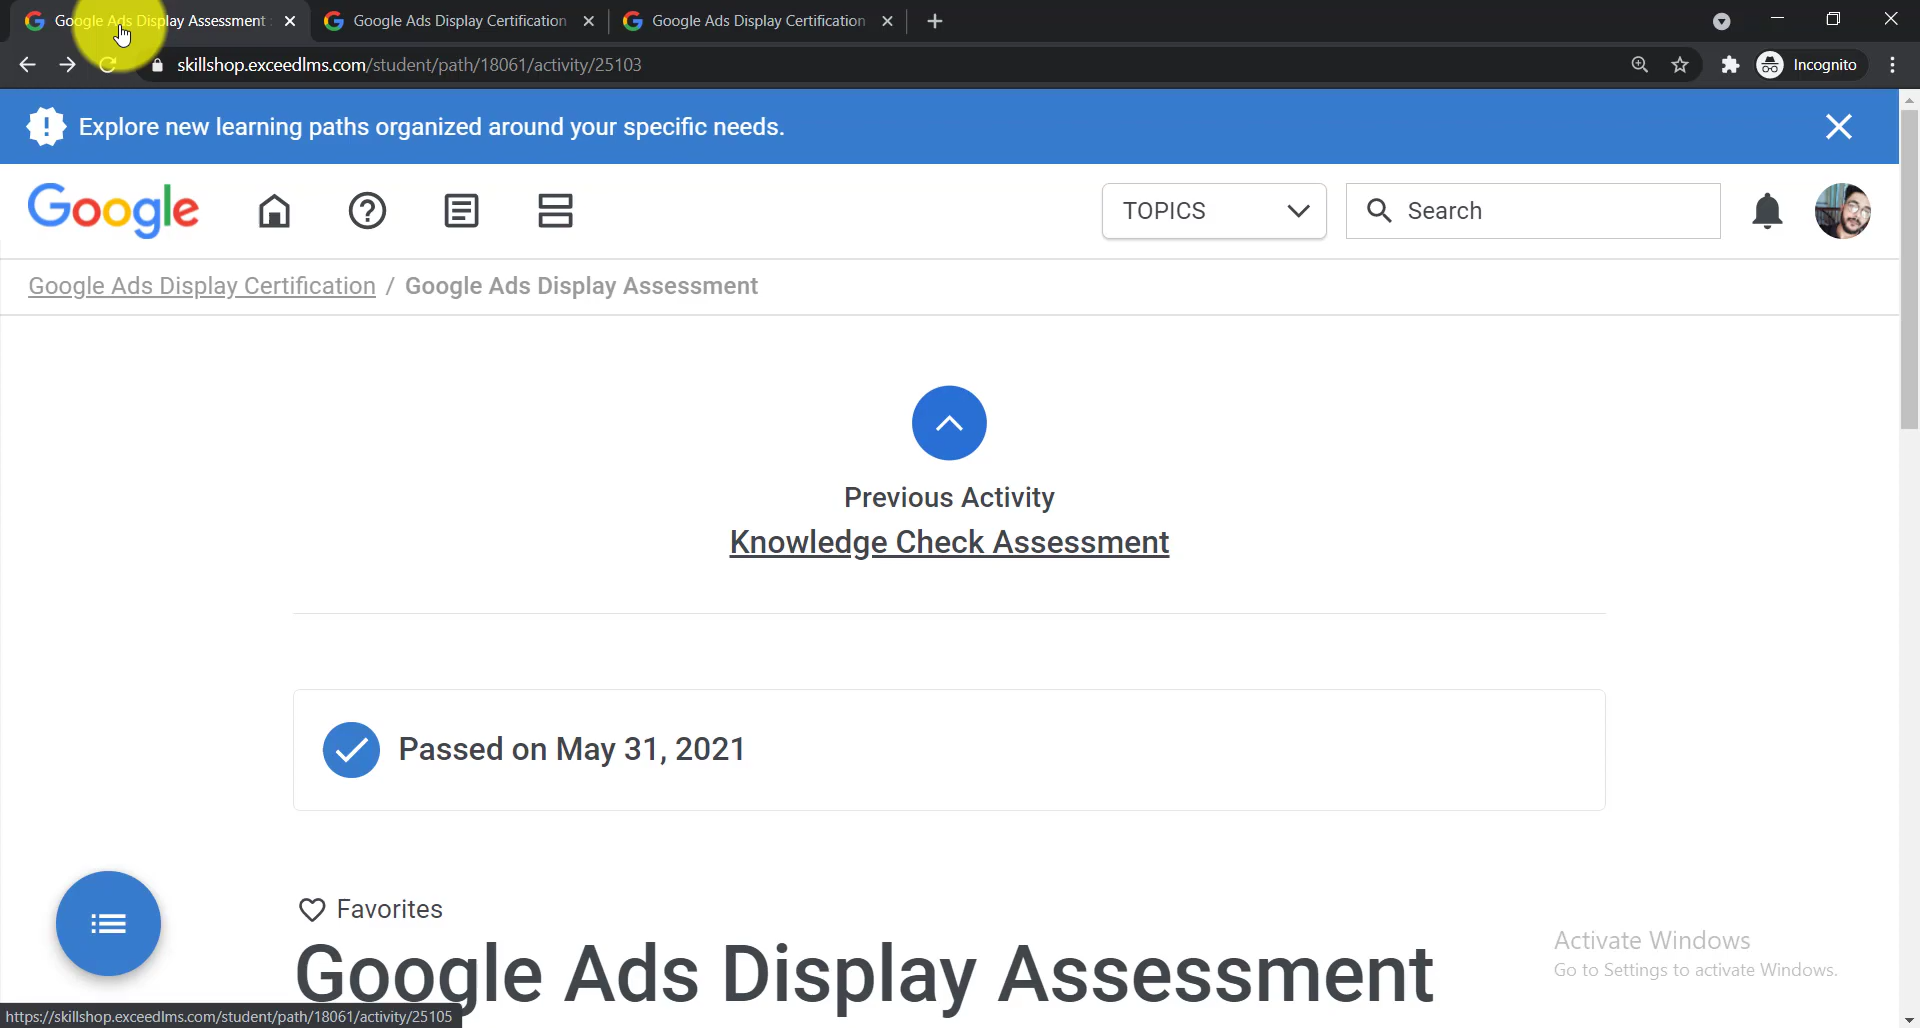 Google Ads Display Assessment
Google Ads Display Certification
Google Ads Display Certification
skillshop.exceedlms.com/student/path/18061/activity/25103
Incognito
Explore new learning paths organized around your specific needs.
Google
TOPICS
Search
Google Ads Display Certification / Google Ads Display Assessment
Previous Activity
Knowledge Check Assessment
Passed on May 31, 2021
Favorites
Google Ads Display Assessment
Activate Windows
Go to Settings to activate Windows.
https://skillshop.exceedlms.com/student/path/18061/activity/25105